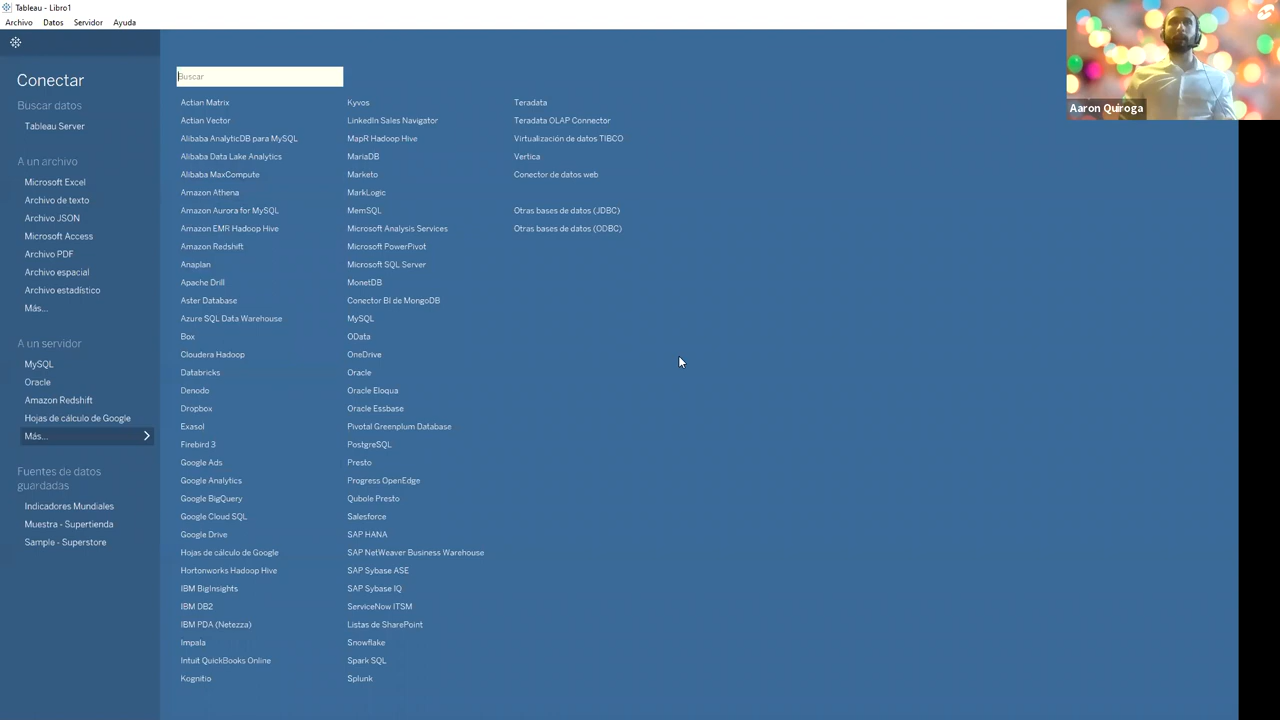 Tableau - Libro1
Archivo Datos Servidor Ayuda
Aaron Quiroga
Conectar
Buscar datos
Tableau Server
A un archivo
Microsoft Excel
Archivo de texto
Archivo JSON
Microsoft Access
Archivo PDF
Archivo espacial
Archivo estadístico
Más...
A un servidor
MySQL
Oracle
Amazon Redshift
Hojas de cálculo de Google
Más...
Fuentes de datos
guardadas
Indicadores Mundiales
Muestra - Supertienda
Sample - Superstore
Buscar
Actian Matrix
Actian Vector
Alibaba AnalyticDB para MySQL
Alibaba Data Lake Analytics
Alibaba MaxCompute
Amazon Athena
Amazon Aurora for MySQL
Amazon EMR Hadoop Hive
Amazon Redshift
Anaplan
Apache Drill
Aster Database
Azure SQL Data Warehouse
Box
Cloudera Hadoop
Databricks
Denodo
Dropbox
Exasol
Firebird 3
Google Ads
Google Analytics
Google BigQuery
Google Cloud SQL
Google Drive
Hojas de cálculo de Google
Hortonworks Hadoop Hive
IBM BigInsights
IBM DB2
IBM PDA (Netezza)
Impala
Intuit QuickBooks Online
Kognitio
Kyvos
LinkedIn Sales Navigator
MapR Hadoop Hive
MariaDB
Marketo
MarkLogic
MemSQL
Microsoft Analysis Services
Microsoft PowerPivot
Microsoft SQL Server
MonetDB
Conector BI de MongoDB
MySQL
OData
OneDrive
Oracle
Oracle Eloqua
Oracle Essbase
Pivotal Greenplum Database
PostgreSQL
Presto
Progress OpenEdge
Qubole Presto
Salesforce
SAP HANA
SAP NetWeaver Business Warehouse
SAP Sybase ASE
SAP Sybase IQ
ServiceNow ITSM
Listas de SharePoint
Snowflake
Spark SQL
Splunk
Teradata
Teradata OLAP Connector
Virtualización de datos TIBCO
Vertica
Conector de datos web
Otras bases de datos (JDBC)
Otras bases de datos (ODBC)